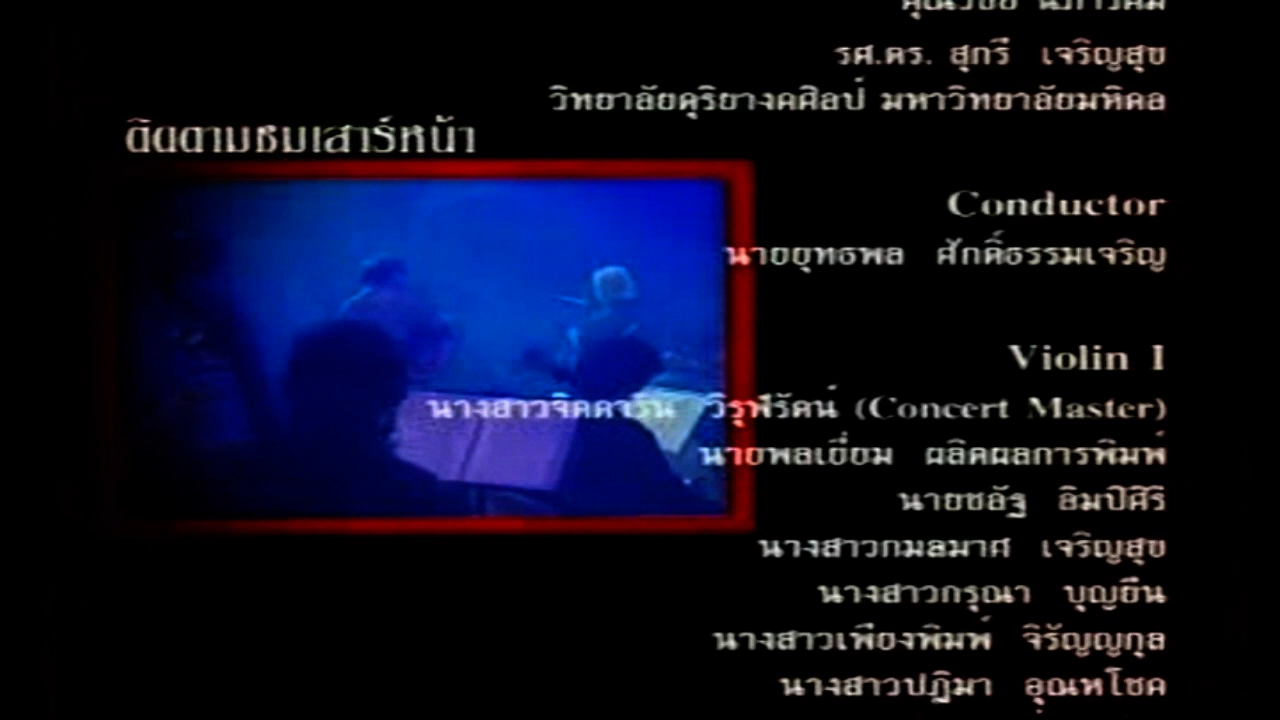 รศ.ดร. สุกรี เจริญสุข
วิทยาลัยดุริยางคศิลป์ มหาวิทยาลัยมหิดล
ติดตามชมเสาร์หน้า
Conductor
นายยุทธพล ศักดิ์ธรรมเจริญ
Violin I
นางสาวจิตตาริน วิรุฬรัตน์ (Concert Master)
นายพลเยี่ยม ผลิตผลการพิมพ์
นายชลัฐ ลิมปิศิริ
นางสาวกมลมาศ เจริญสุข
นางสาวกรุณา บุญยืน
นางสาวเพียงพิมพ์ จิรัญญกุล
นางสาวปฎิมา อุณหโชค